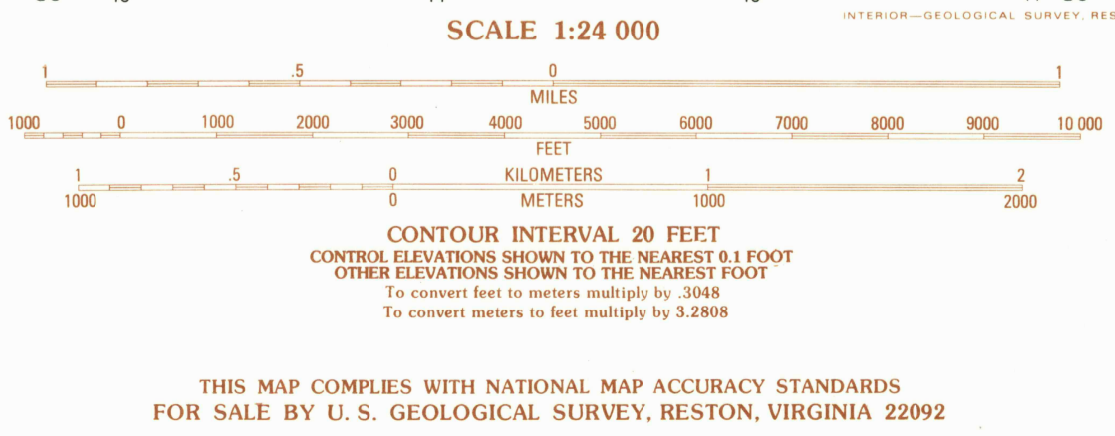 INTERIOR—GEOLOGICAL SURVEY, RES
SCALE 1:24 000
1 .5 0 1
MILES
1000 0 1000 2000 3000 4000 5000 6000 7000 8000 9000 10 000
FEET
1 .5 0 KILOMETERS 1 2
1000 0 METERS 1000 2000
CONTOUR INTERVAL 20 FEET
CONTROL ELEVATIONS SHOWN TO THE NEAREST 0.1 FOOT
OTHER ELEVATIONS SHOWN TO THE NEAREST FOOT
To convert feet to meters multiply by .3048
To convert meters to feet multiply by 3.2808
THIS MAP COMPLIES WITH NATIONAL MAP ACCURACY STANDARDS
FOR SALE BY U. S. GEOLOGICAL SURVEY, RESTON, VIRGINIA 22092